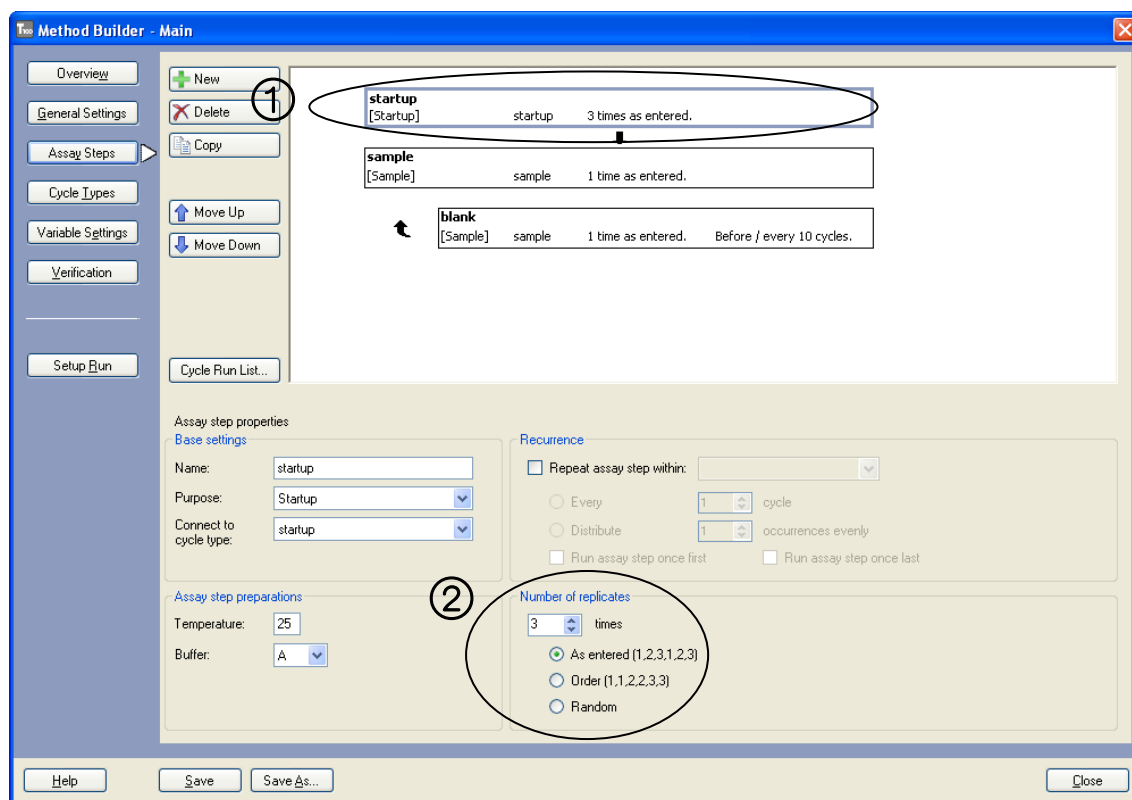 T100 Method Builder - Main
Overview
General Settings
Assay Steps
Cycle Types
Variable Settings
Verification
Setup Run
New
Delete
Copy
Move Up
Move Down
Cycle Run List...
①
startup
[Startup] startup 3 times as entered.
sample
[Sample] sample 1 time as entered.
blank
[Sample] sample 1 time as entered. Before / every 10 cycles.
Assay step properties
Base settings
Name: startup
Purpose: Startup
Connect to
cycle type: startup
Recurrence
Repeat assay step within:
Every 1 cycle
Distribute 1 occurrences evenly
Run assay step once first Run assay step once last
Assay step preparations
Temperature: 25
Buffer: A
②
Number of replicates
3 times
As entered (1,2,3,1,2,3)
Order (1,1,2,2,3,3)
Random
Help
Save
Save As...
Close